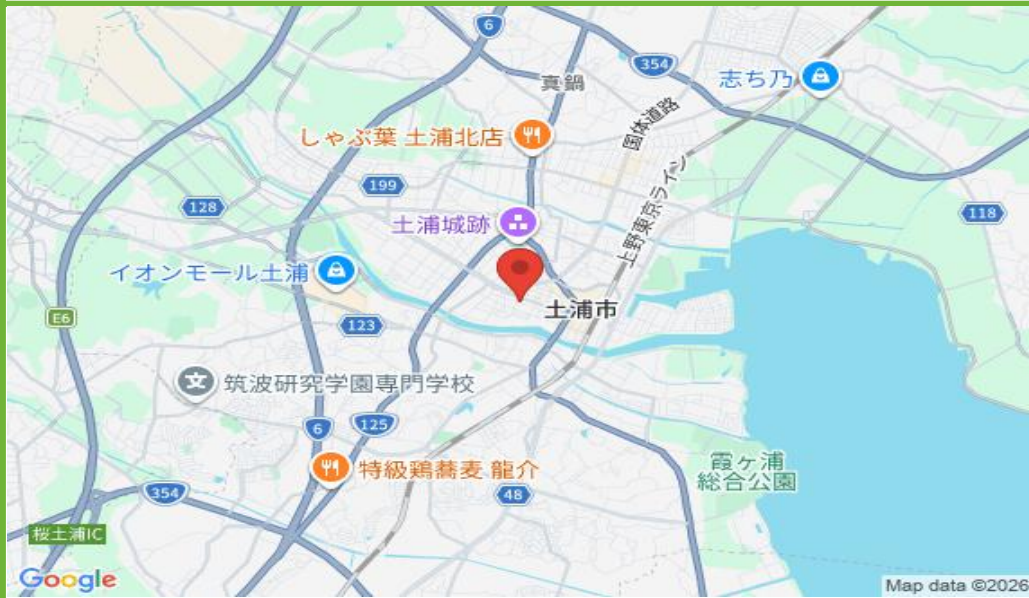 6
354
志ち乃
真鍋
国体道路
しゃぶ葉 土浦北店
199
上野東京ライン
128
土浦城跡
118
イオンモール土浦
土浦市
E6
123
筑波研究学園専門学校
125
6
特級鶏蕎麦 龍介
霞ヶ浦
総合公園
48
354
桜土浦IC
Google
Map data ©2026